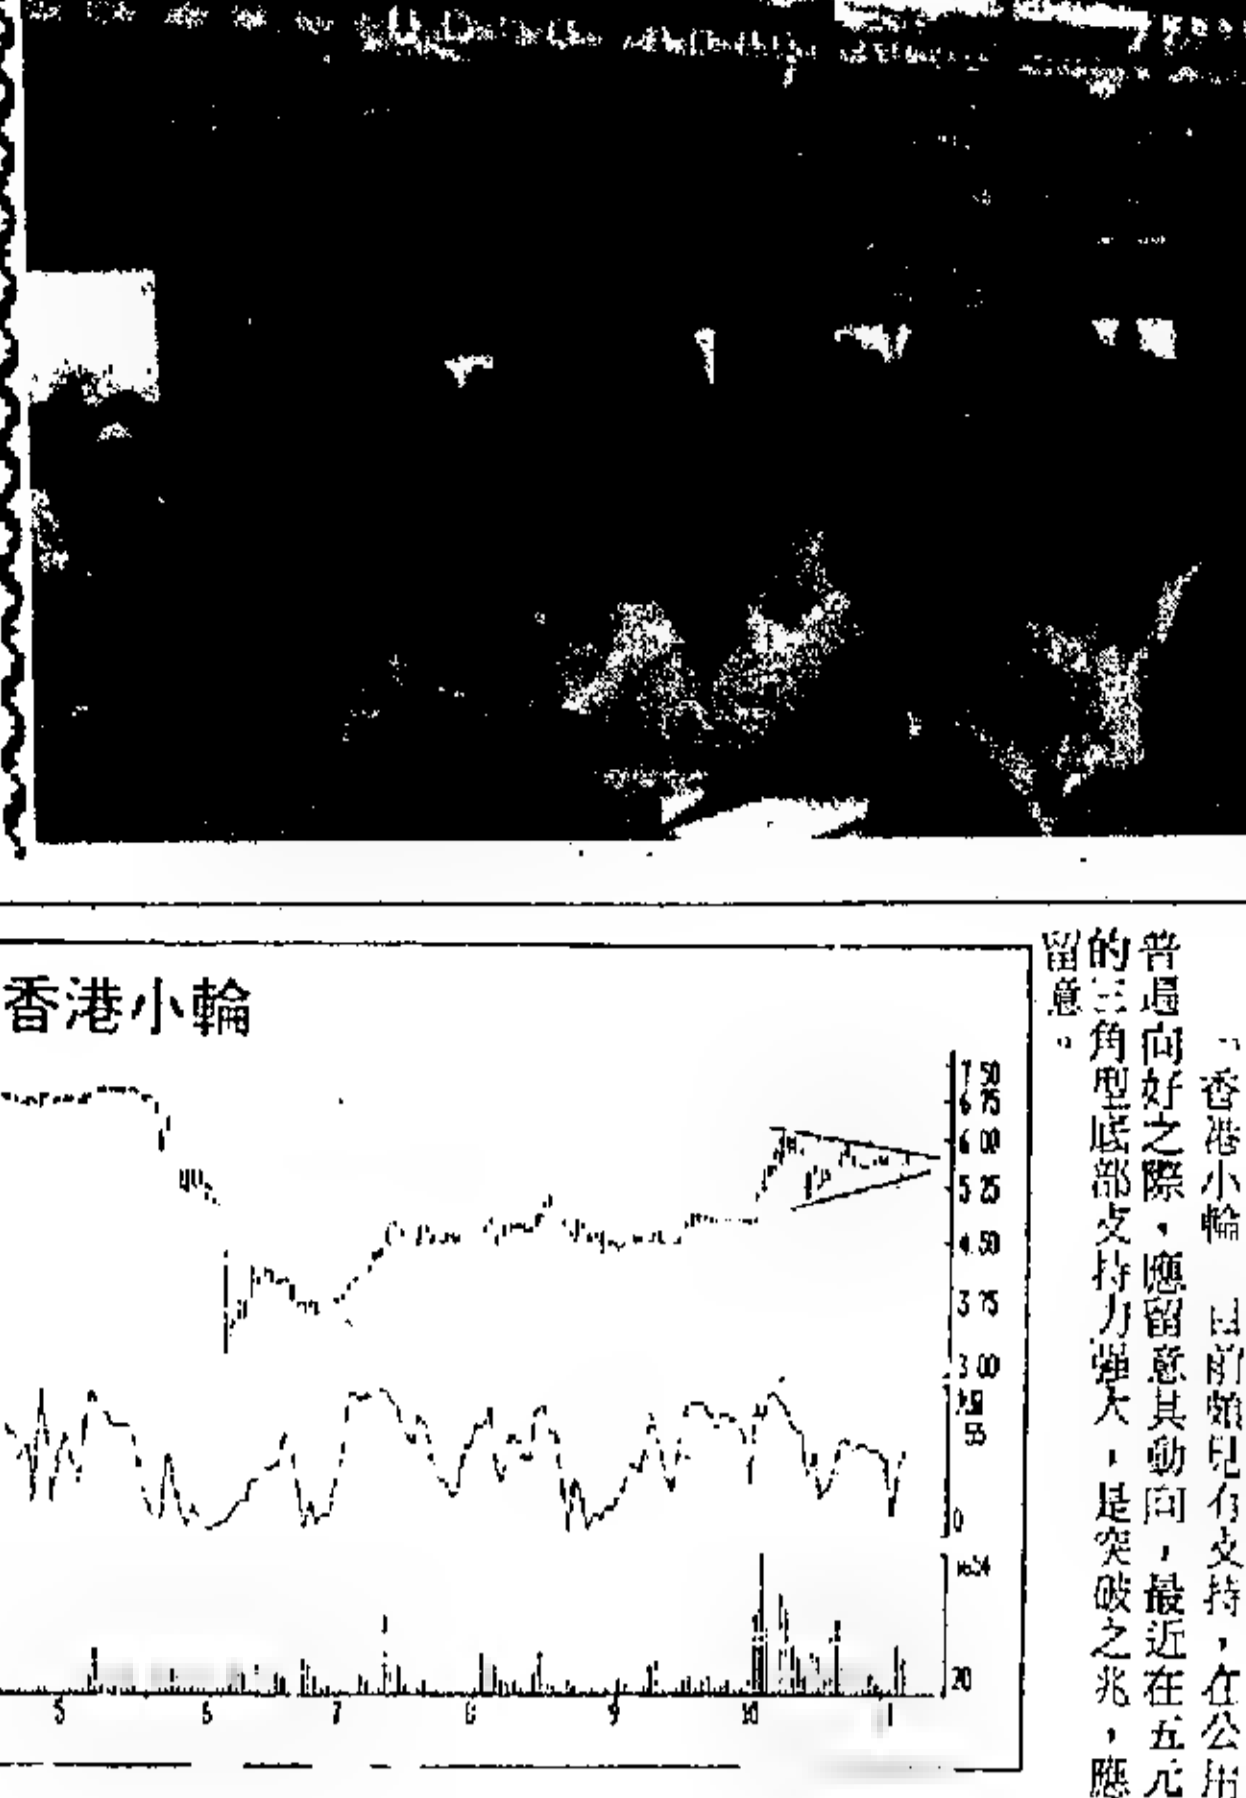 香港小輪
7.50
6.75
6.00
5.25
4.50
3.75
3.00
0
20
5 6 7 8 9 10 11
香港小輪 目前頗見有支持，在公用
普遍向好之際，應留意其動向，最近在五元
的三角型底部支持力强大，是突破之兆，應
留意。